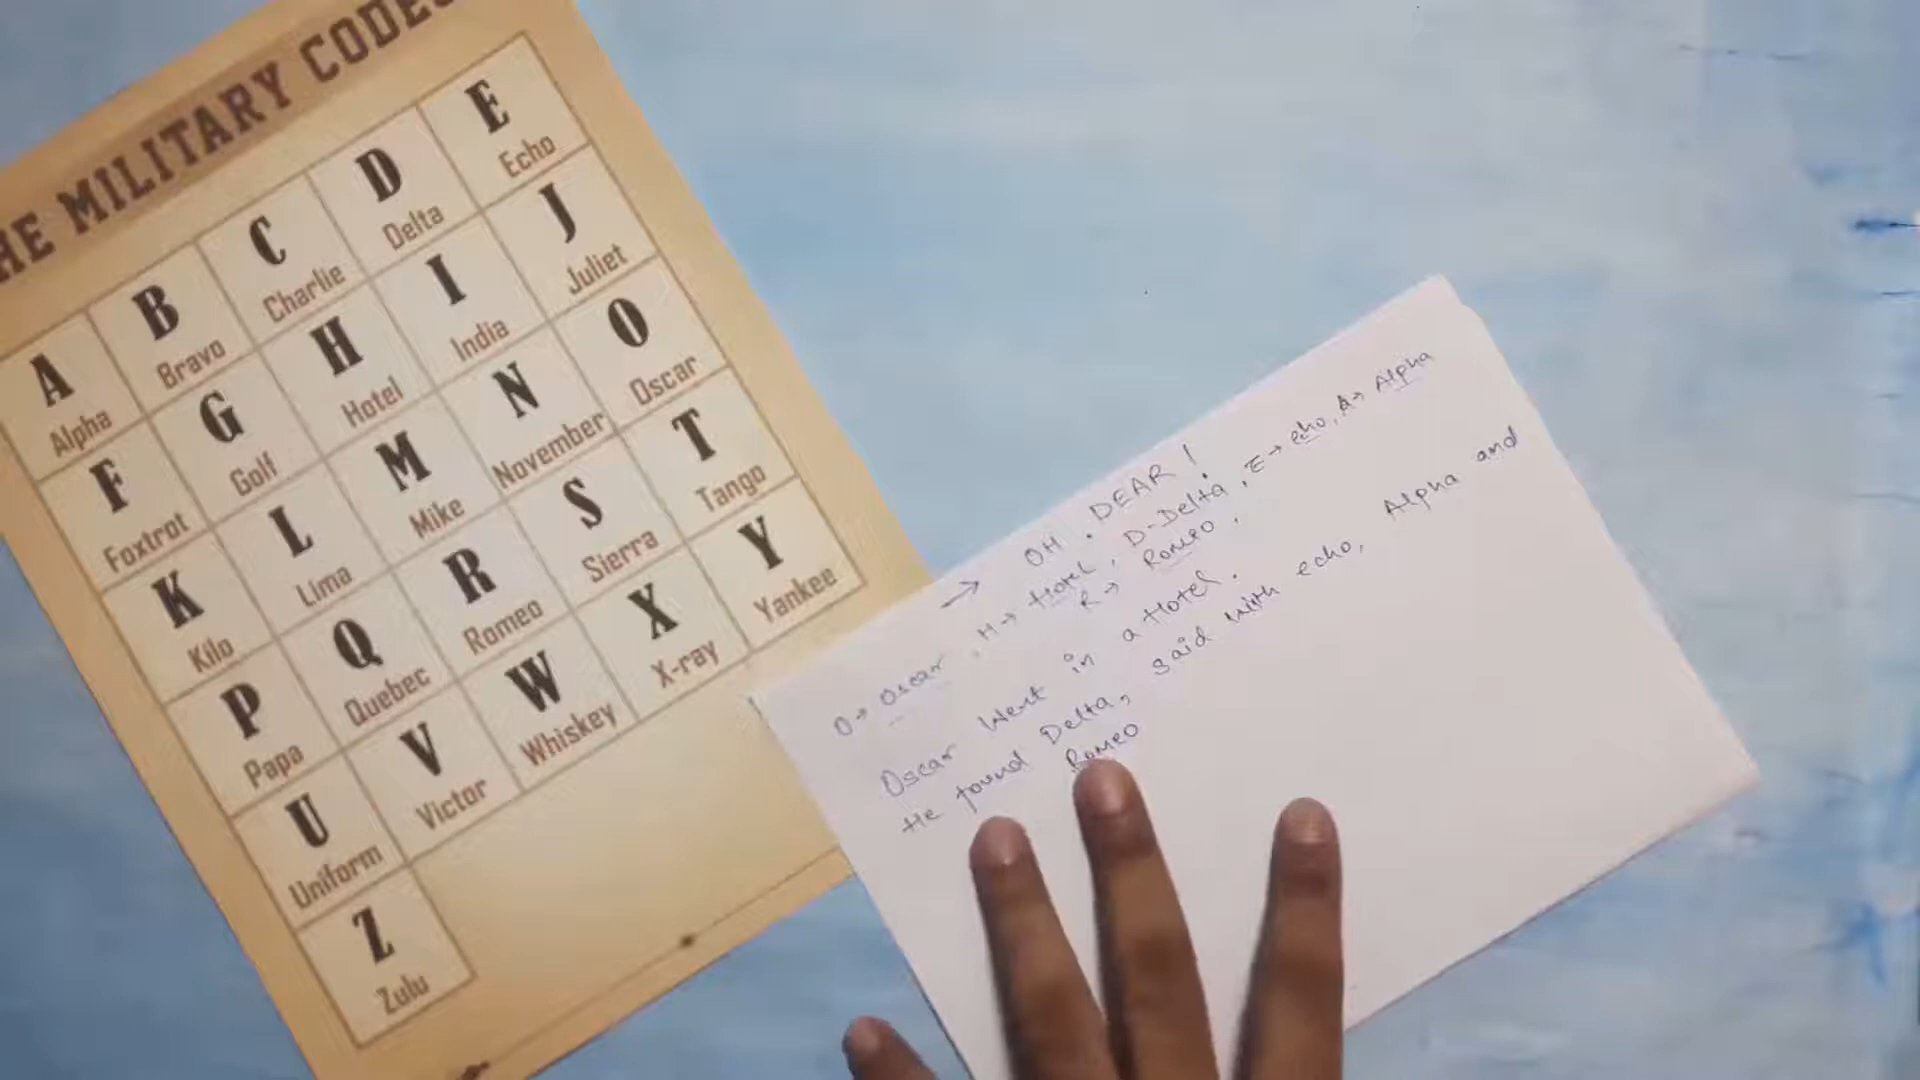 HE MILITARY CODES
A
Alpha
B
Bravo
C
Charlie
D
Delta
E
Echo
F
Foxtrot
G
Golf
H
Hotel
I
India
J
Juliet
K
Kilo
L
Lima
M
Mike
N
November
O
Oscar
P
Papa
Q
Quebec
R
Romeo
S
Sierra
T
Tango
U
Uniform
V
Victor
W
Whiskey
X
X-ray
Y
Yankee
Z
Zulu
→ OH . DEAR !
O→ Oscar , H→ Hotel , D-Delta , E→ echo, A→ Alpha
R→ Romeo .
Oscar Went in a Hotel .
He found Delta, said with echo, Alpha and
Romeo